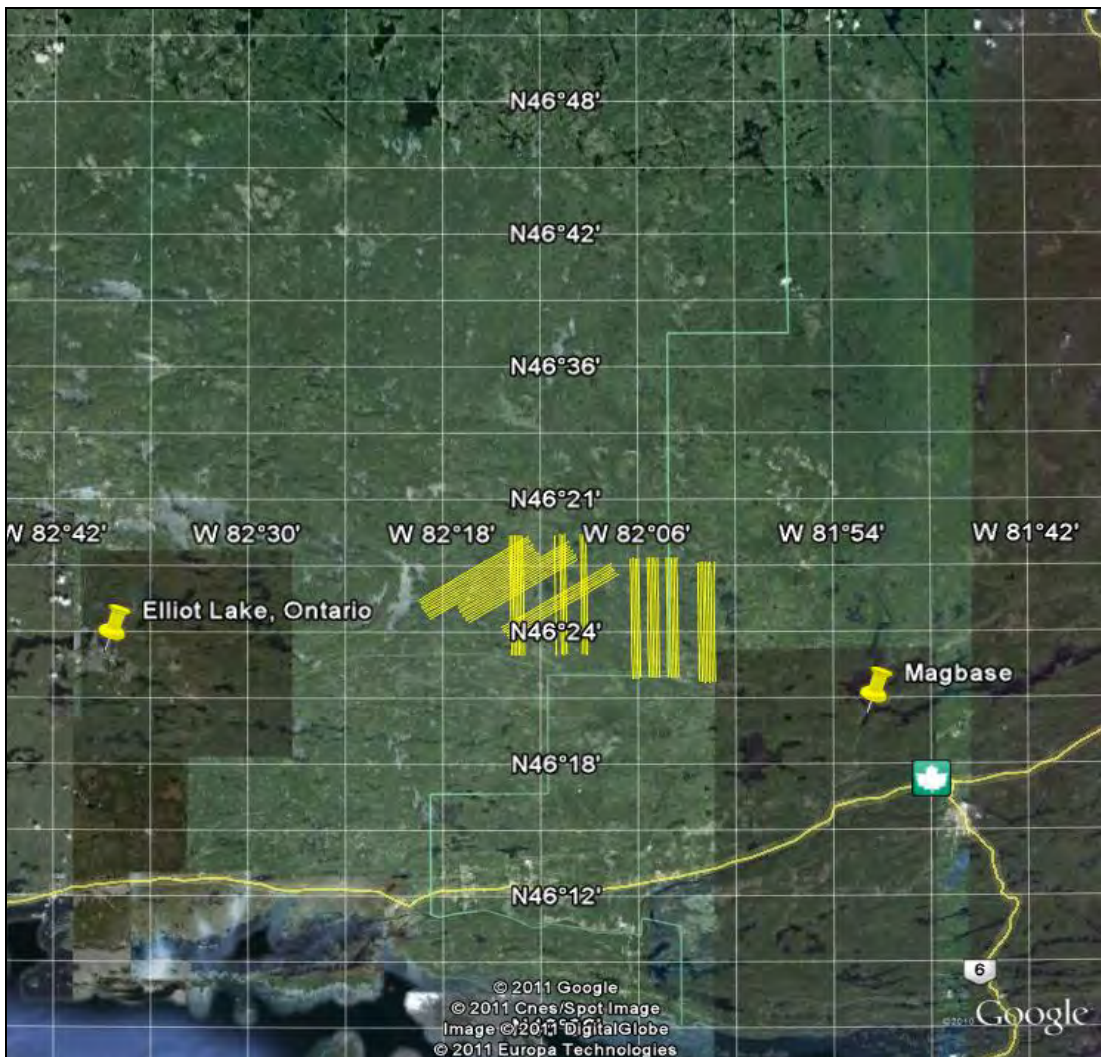 N46°48'
N46°42'
N46°36'
N46°21'
W 82°42' W 82°30' W 82°18' W 82°06' W 81°54' W 81°42'
Elliot Lake, Ontario
N46°24'
Magbase
N46°18'
N46°12'
6
© 2011 Google
© 2011 Cnes/Spot Image
Image © 2011 DigitalGlobe
© 2011 Europa Technologies
©2010 Google